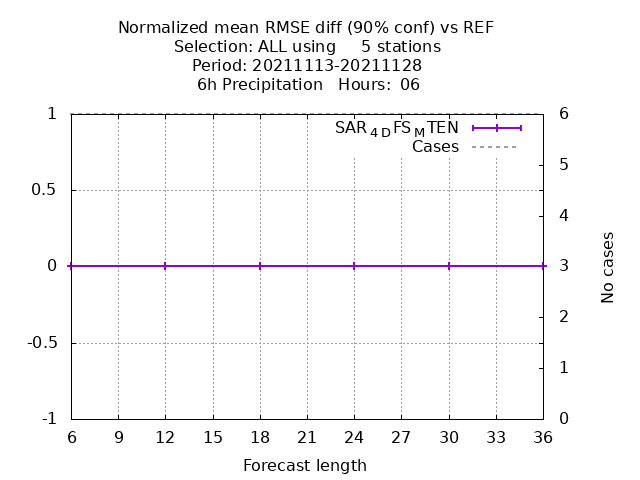 Normalized mean RMSE diff (90% conf) vs REF
Selection: ALL using     5 stations
Period: 20211113-20211128
6h Precipitation   Hours:  06
SAR4DFSMTEN
Cases
1
0.5
0
-0.5
-1
6
5
4
3
2
1
0
No cases
6 9 12 15 18 21 24 27 30 33 36
Forecast length